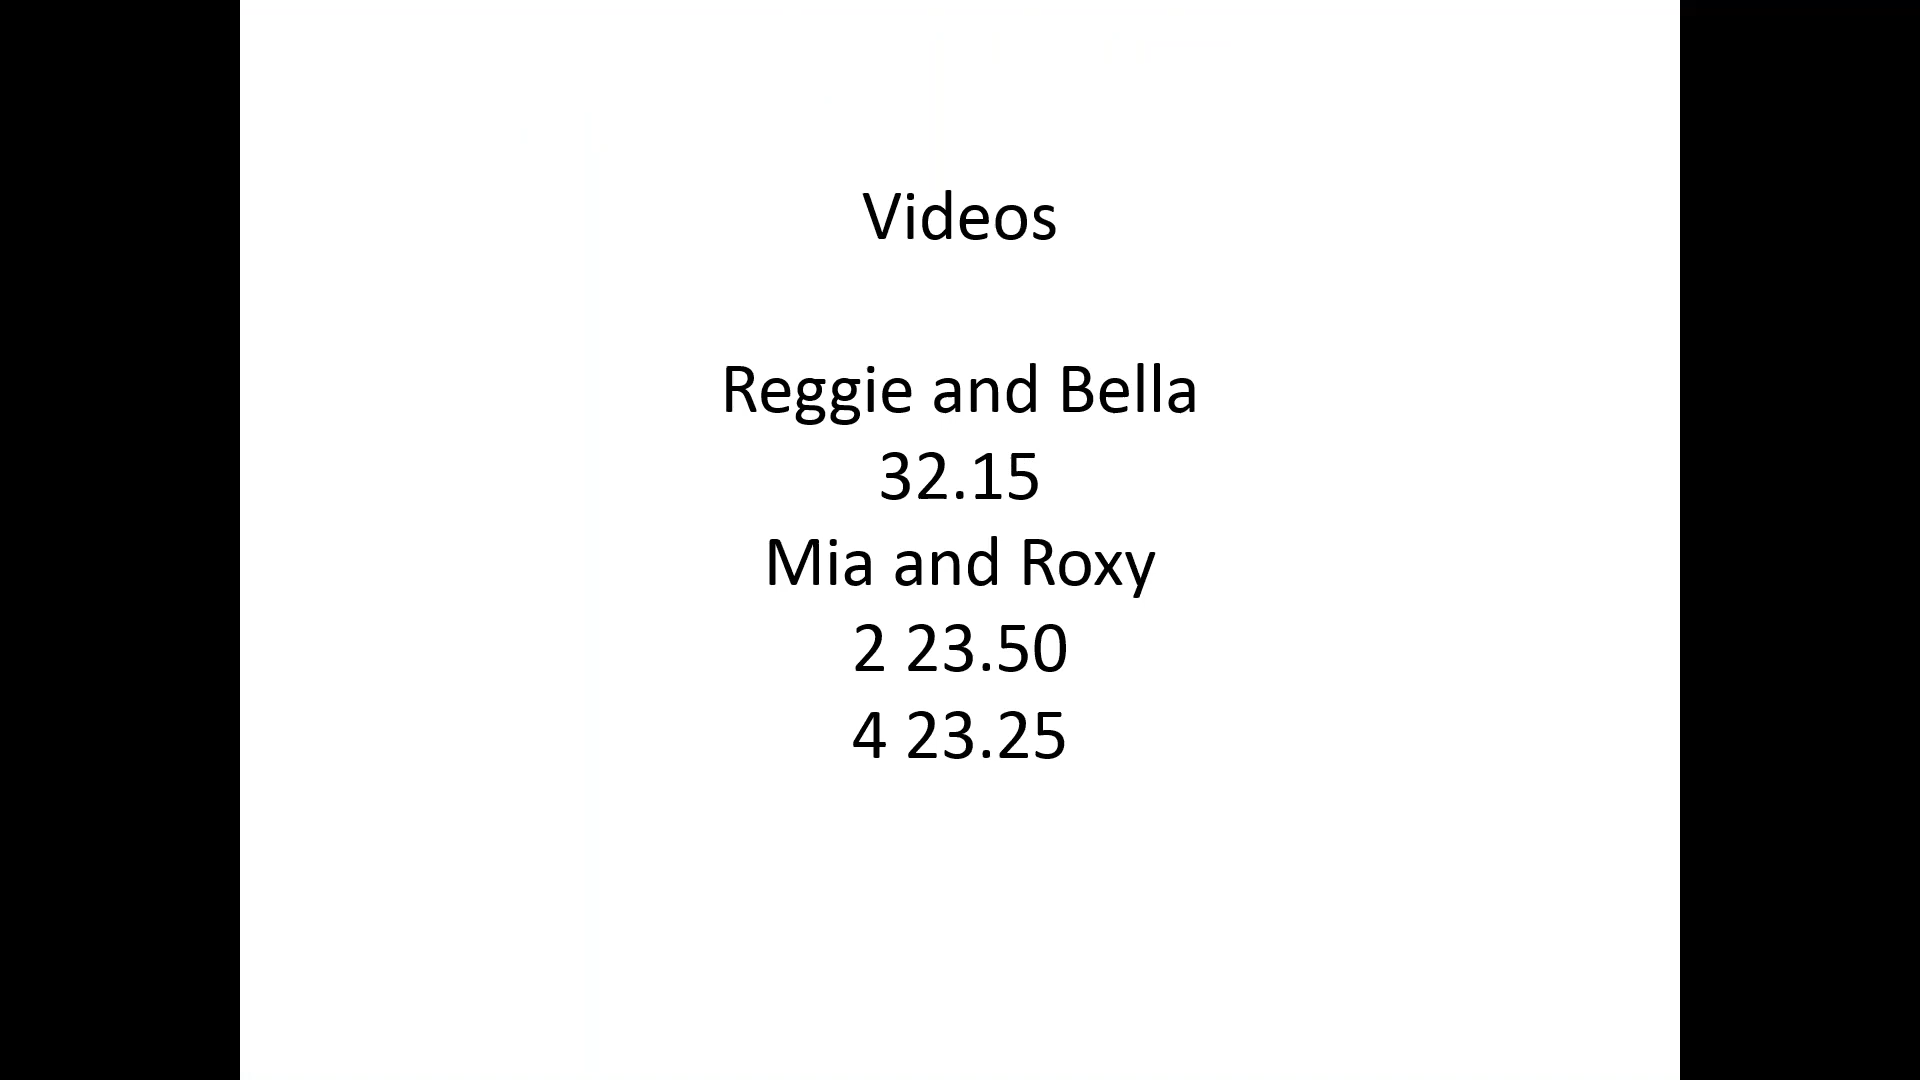 Videos
Reggie and Bella
32.15
Mia and Roxy
2 23.50
4 23.25